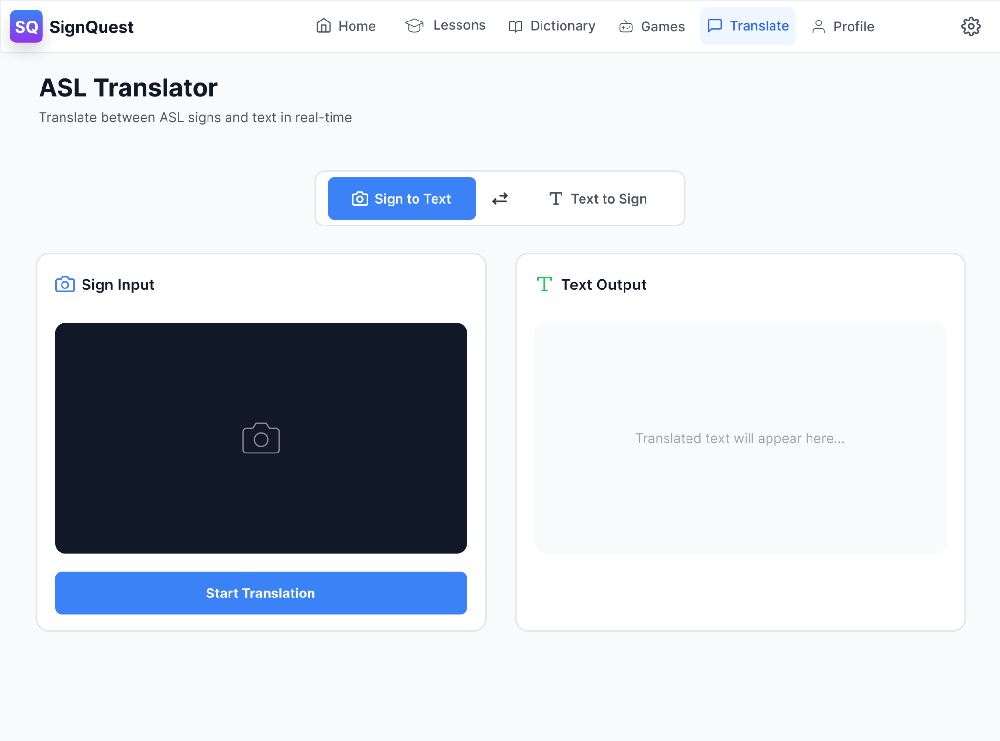 SQ SignQuest
Home Lessons Dictionary Games Translate Profile
ASL Translator
Translate between ASL signs and text in real-time
Sign to Text Text to Sign
Sign Input
Start Translation
Text Output
Translated text will appear here...